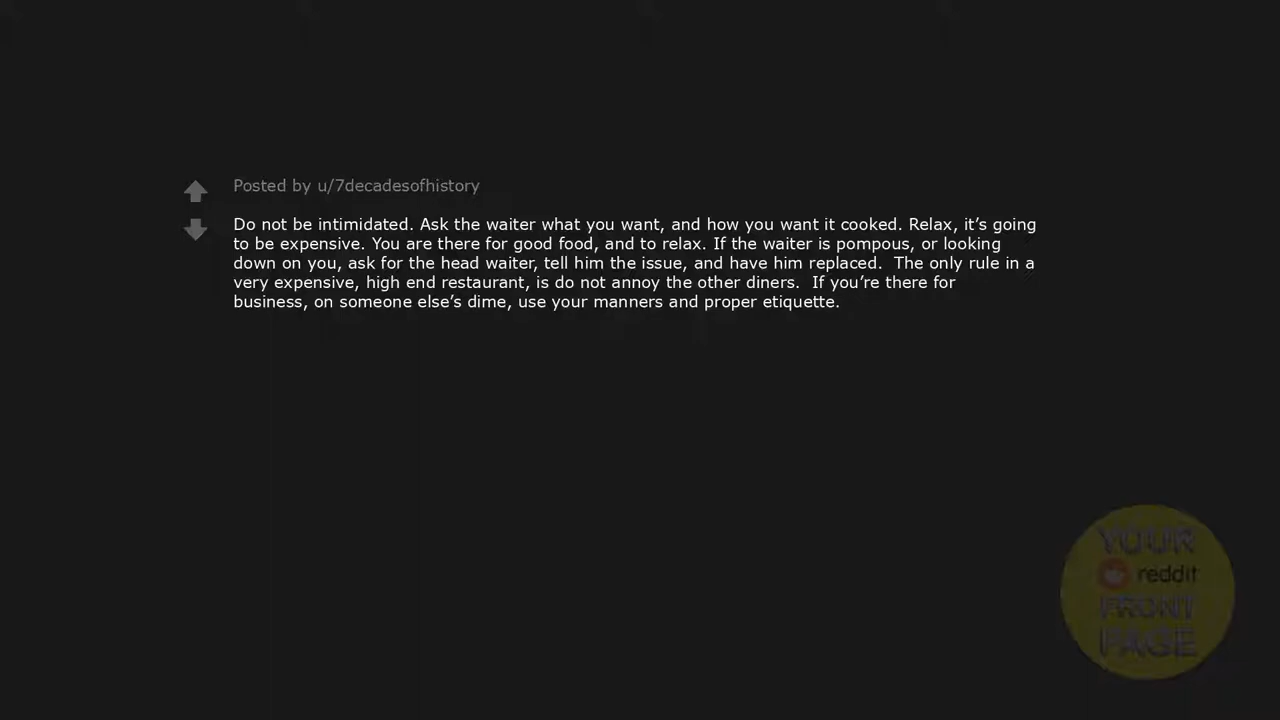 Posted by u/7decadesofhistory
Do not be intimidated. Ask the waiter what you want, and how you want it cooked. Relax, it’s going
to be expensive. You are there for good food, and to relax. If the waiter is pompous, or looking
down on you, ask for the head waiter, tell him the issue, and have him replaced.  The only rule in a
very expensive, high end restaurant, is do not annoy the other diners.  If you’re there for
business, on someone else’s dime, use your manners and proper etiquette.
YOUR
reddit
FRONT
PAGE